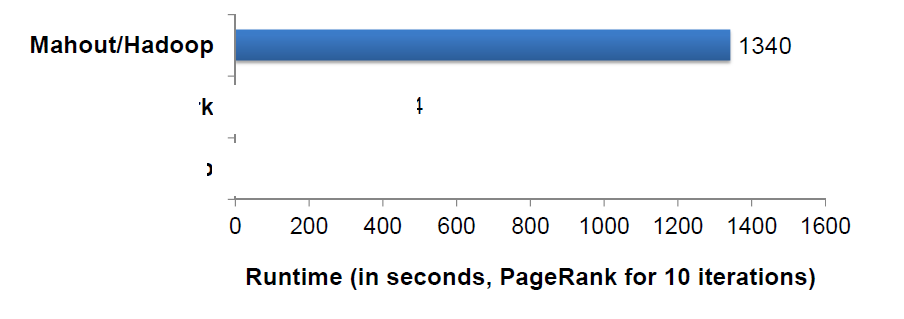 Mahout/Hadoop 1340
0 200 400 600 800 1000 1200 1400 1600
Runtime (in seconds, PageRank for 10 iterations)